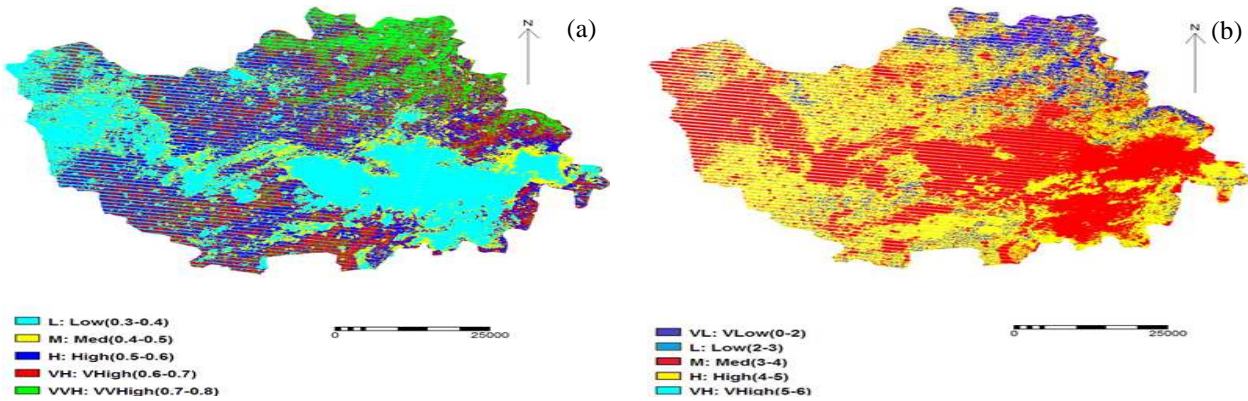 N
(a)
L: Low(0.3-0.4)
M: Med(0.4-0.5)
H: High(0.5-0.6)
VH: VHigh(0.6-0.7)
VVH: VVHigh(0.7-0.8)
25000
N
(b)
VL: VLow(0-2)
L: Low(2-3)
M: Med(3-4)
H: High(4-5)
VH: VHigh(5-6)
25000